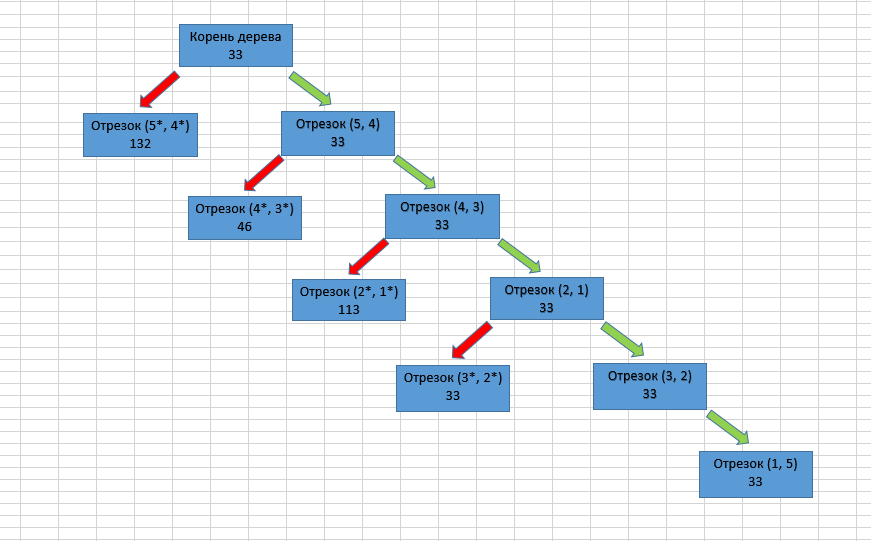 Корень дерева
33
Отрезок (5*, 4*)
132
Отрезок (5, 4)
33
Отрезок (4*, 3*)
46
Отрезок (4, 3)
33
Отрезок (2*, 1*)
113
Отрезок (2, 1)
33
Отрезок (3*, 2*)
33
Отрезок (3, 2)
33
Отрезок (1, 5)
33